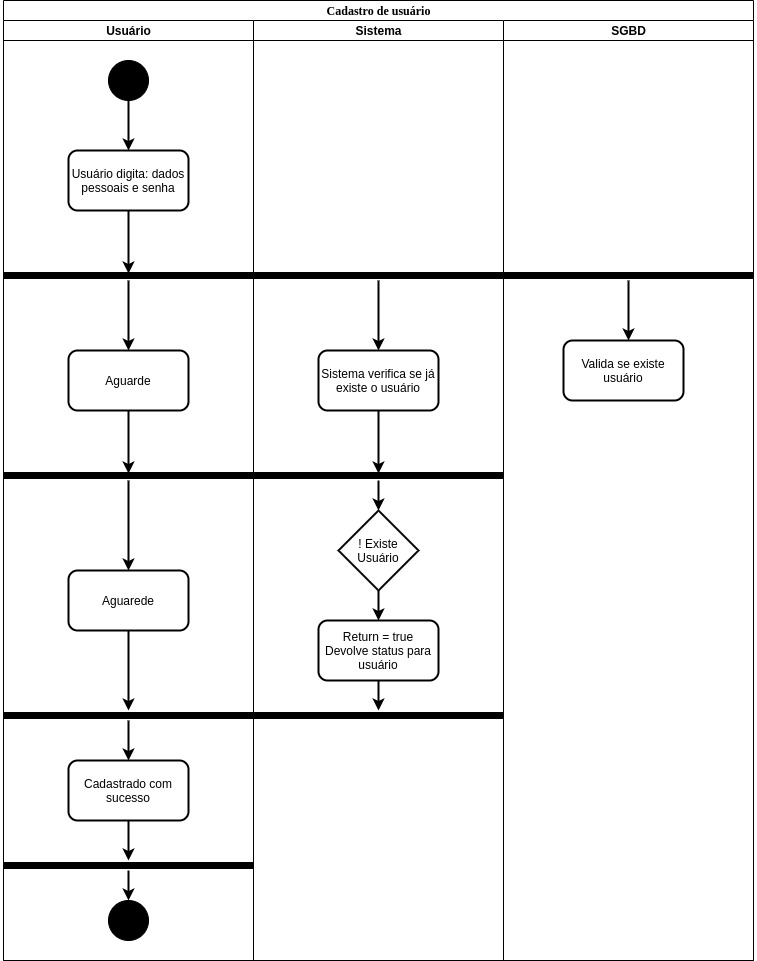 Cadastro de usuário
Usuário
Sistema
SGBD
Usuário digita: dados
pessoais e senha
Aguarde
Sistema verifica se já
existe o usuário
Valida se existe
usuário
! Existe
Usuário
Aguarede
Return = true
Devolve status para
usuário
Cadastrado com
sucesso